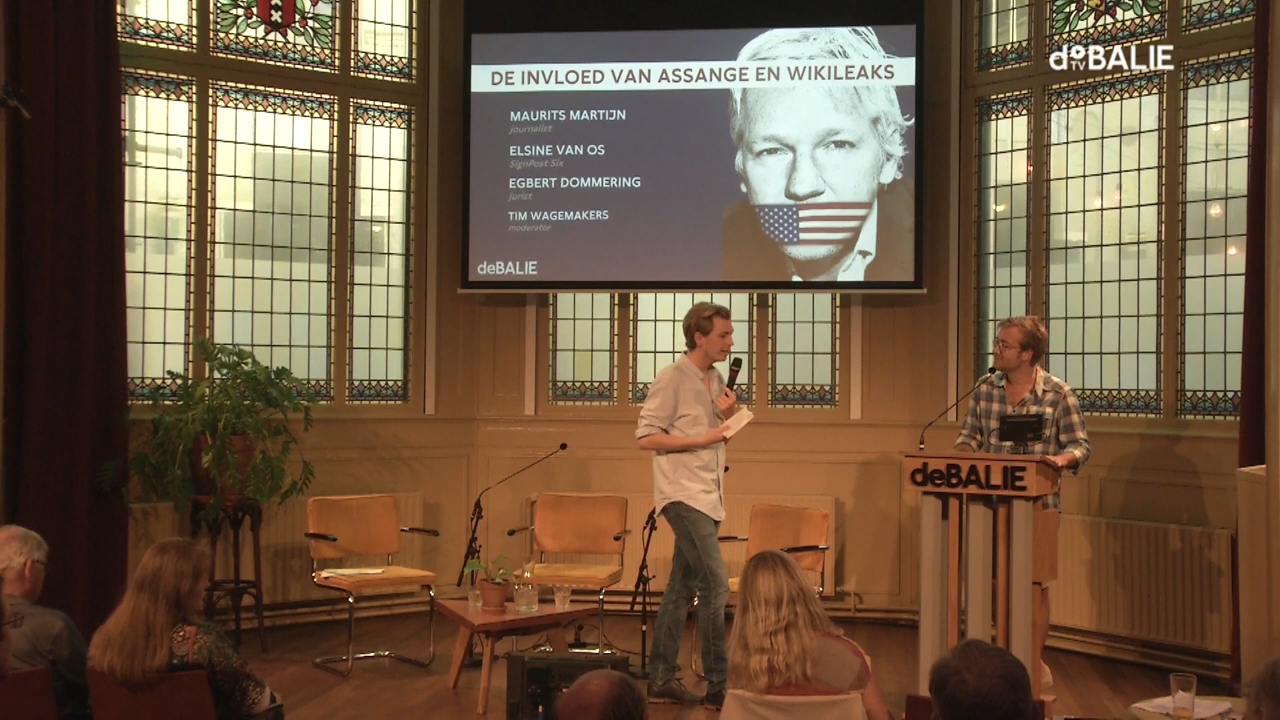 deBALIE
TV
DE INVLOED VAN ASSANGE EN WIKILEAKS
MAURITS MARTIJN
journalist
ELSINE VAN OS
SignPost Six
EGBERT DOMMERING
jurist
TIM WAGEMAKERS
moderator
deBALIE
deBALIE